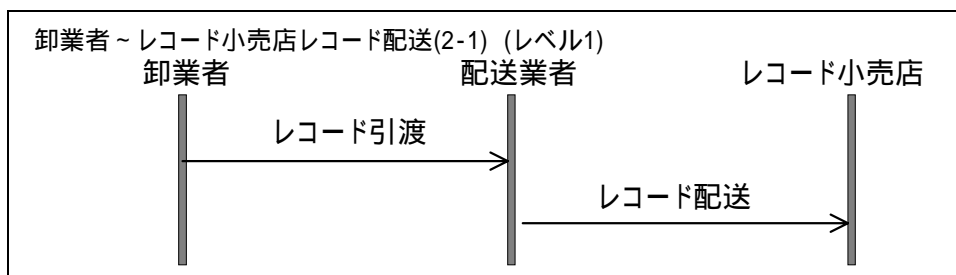 卸業者~レコード小売店レコード配送(2-1) (レベル1)
卸業者 配送業者 レコード小売店
レコード引渡
レコード配送